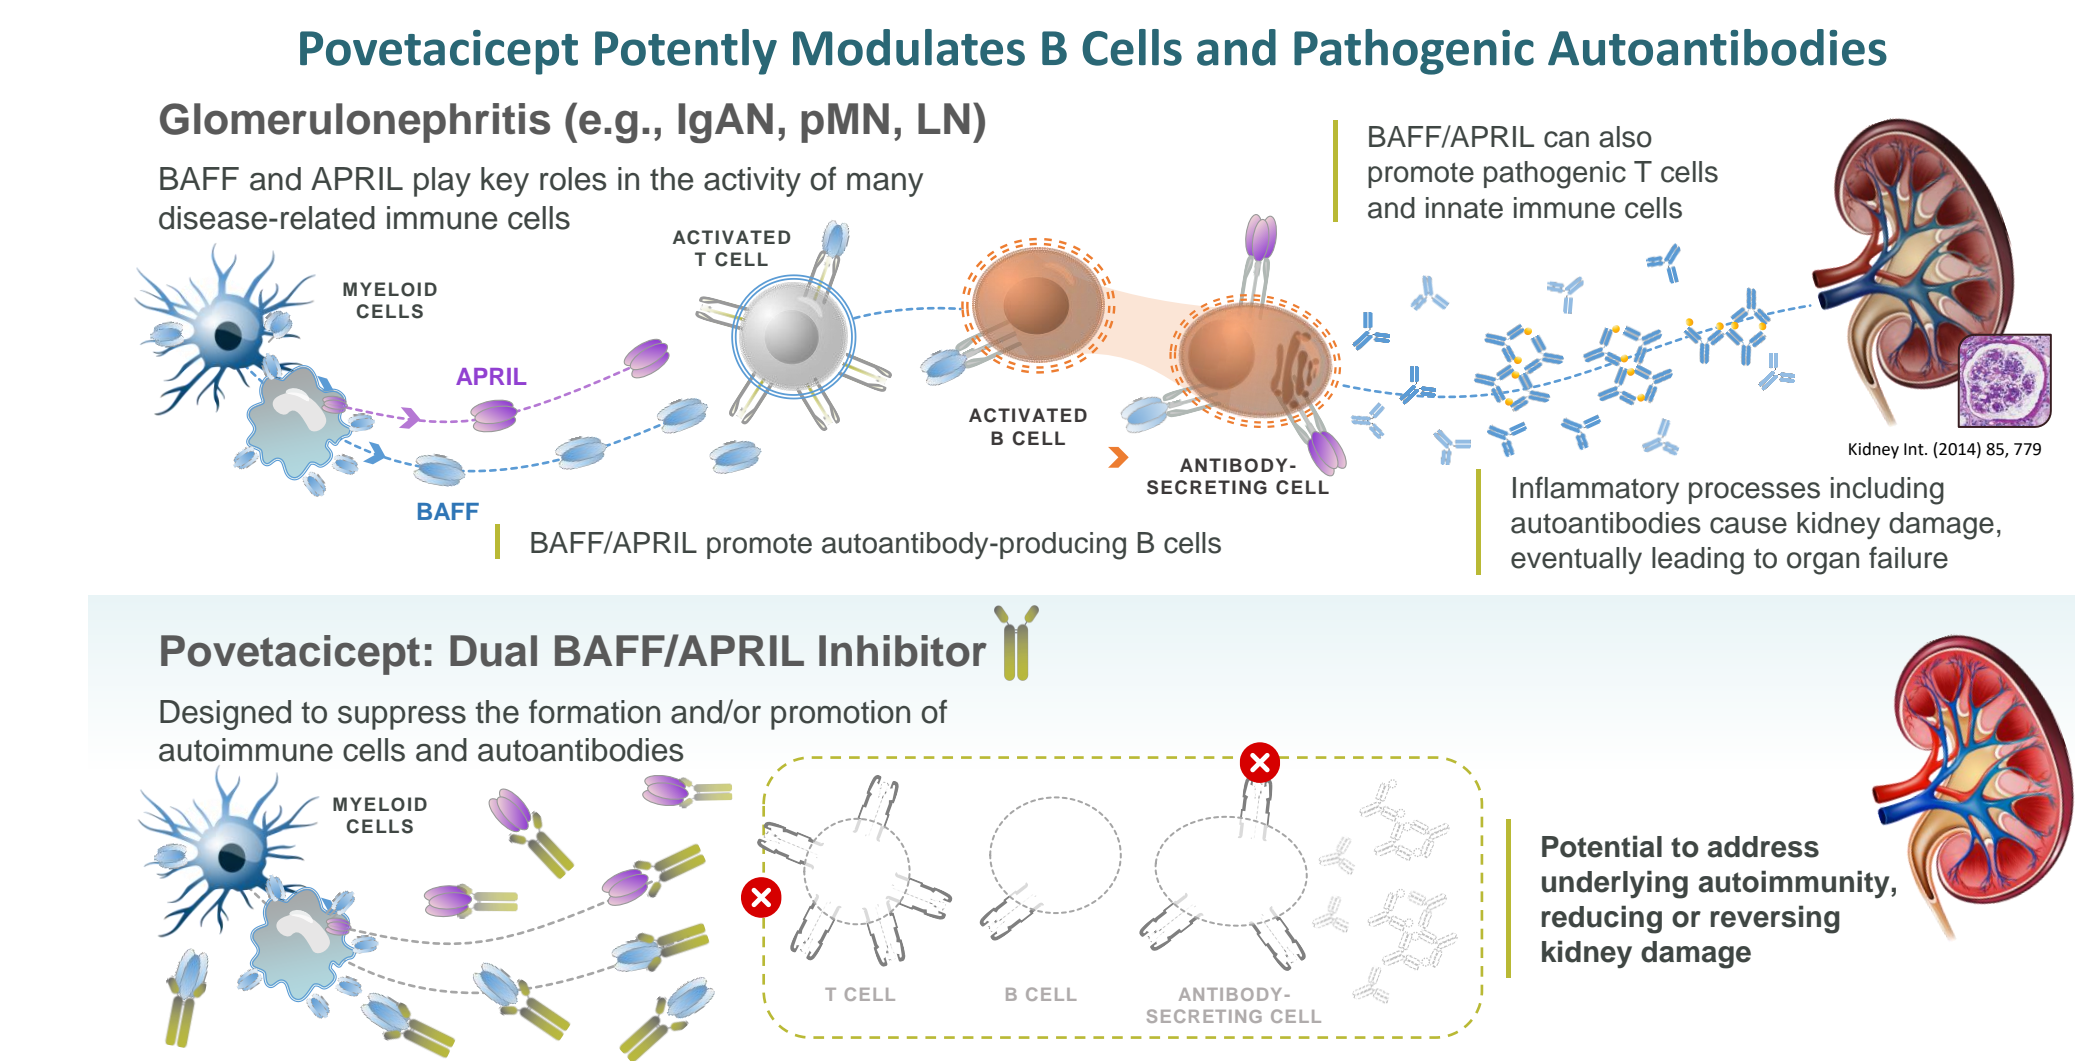 Povetacicept Potently Modulates B Cells and Pathogenic Autoantibodies
Glomerulonephritis (e.g., IgAN, pMN, LN)
BAFF and APRIL play key roles in the activity of many
disease-related immune cells
BAFF/APRIL can also
promote pathogenic T cells
and innate immune cells
MYELOID
CELLS
APRIL
BAFF
ACTIVATED
T CELL
ACTIVATED
B CELL
ANTIBODY-
SECRETING CELL
Kidney Int. (2014) 85, 779
BAFF/APRIL promote autoantibody-producing B cells
Inflammatory processes including
autoantibodies cause kidney damage,
eventually leading to organ failure
Povetacicept: Dual BAFF/APRIL Inhibitor
Designed to suppress the formation and/or promotion of
autoimmune cells and autoantibodies
MYELOID
CELLS
T CELL
B CELL
ANTIBODY-
SECRETING CELL
Potential to address
underlying autoimmunity,
reducing or reversing
kidney damage